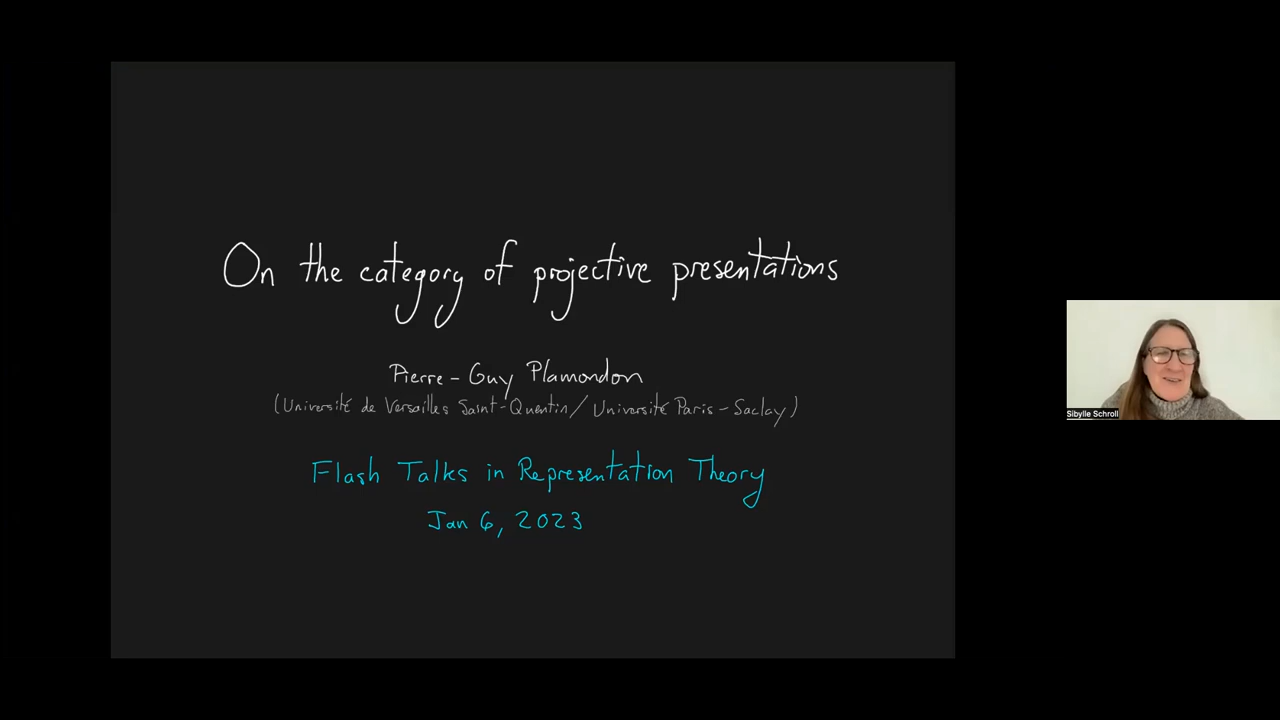 On the category of projective presentations
Pierre-Guy Plamondon
(Université de Versailles Saint-Quentin/Université Paris-Saclay)
Flash Talks in Representation Theory
Jan 6, 2023
Sibylle Schroll